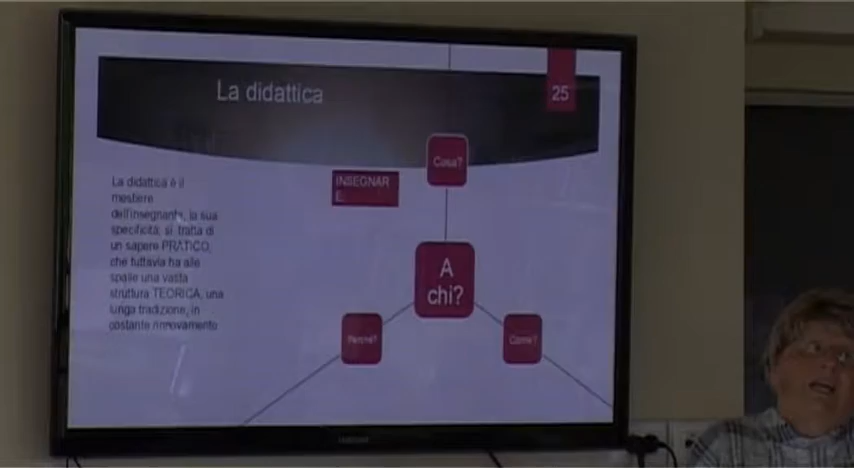 La didattica
25
Cosa?
INSEGNAR
E:
La didattica è il
mestiere
dell'insegnante, la sua
specificità; si tratta di
un sapere PRATICO,
che tuttavia ha alle
spalle una vasta
struttura TEORICA, una
lunga tradizione, in
costante rinnovamento
A
chi?
Perché?
Come?
SAMSUNG